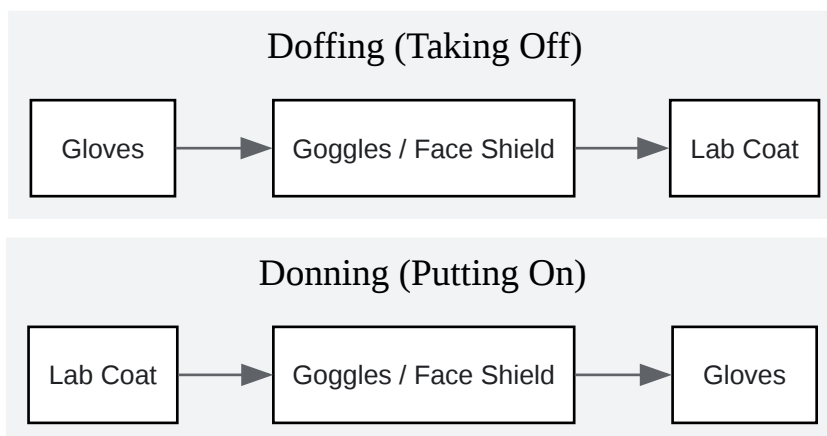 Doffing (Taking Off)
Gloves
Goggles / Face Shield
Lab Coat
Donning (Putting On)
Lab Coat
Goggles / Face Shield
Gloves